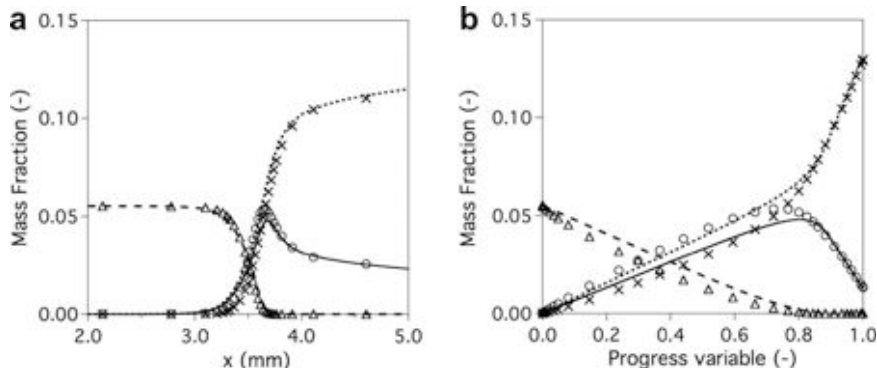 a
0.15
0.10
0.05
0.00
Mass Fraction (-)
2.0 3.0 4.0 5.0
x (mm)
b
0.15
0.10
0.05
0.00
Mass Fraction (-)
0.0 0.2 0.4 0.6 0.8 1.0
Progress variable (-)